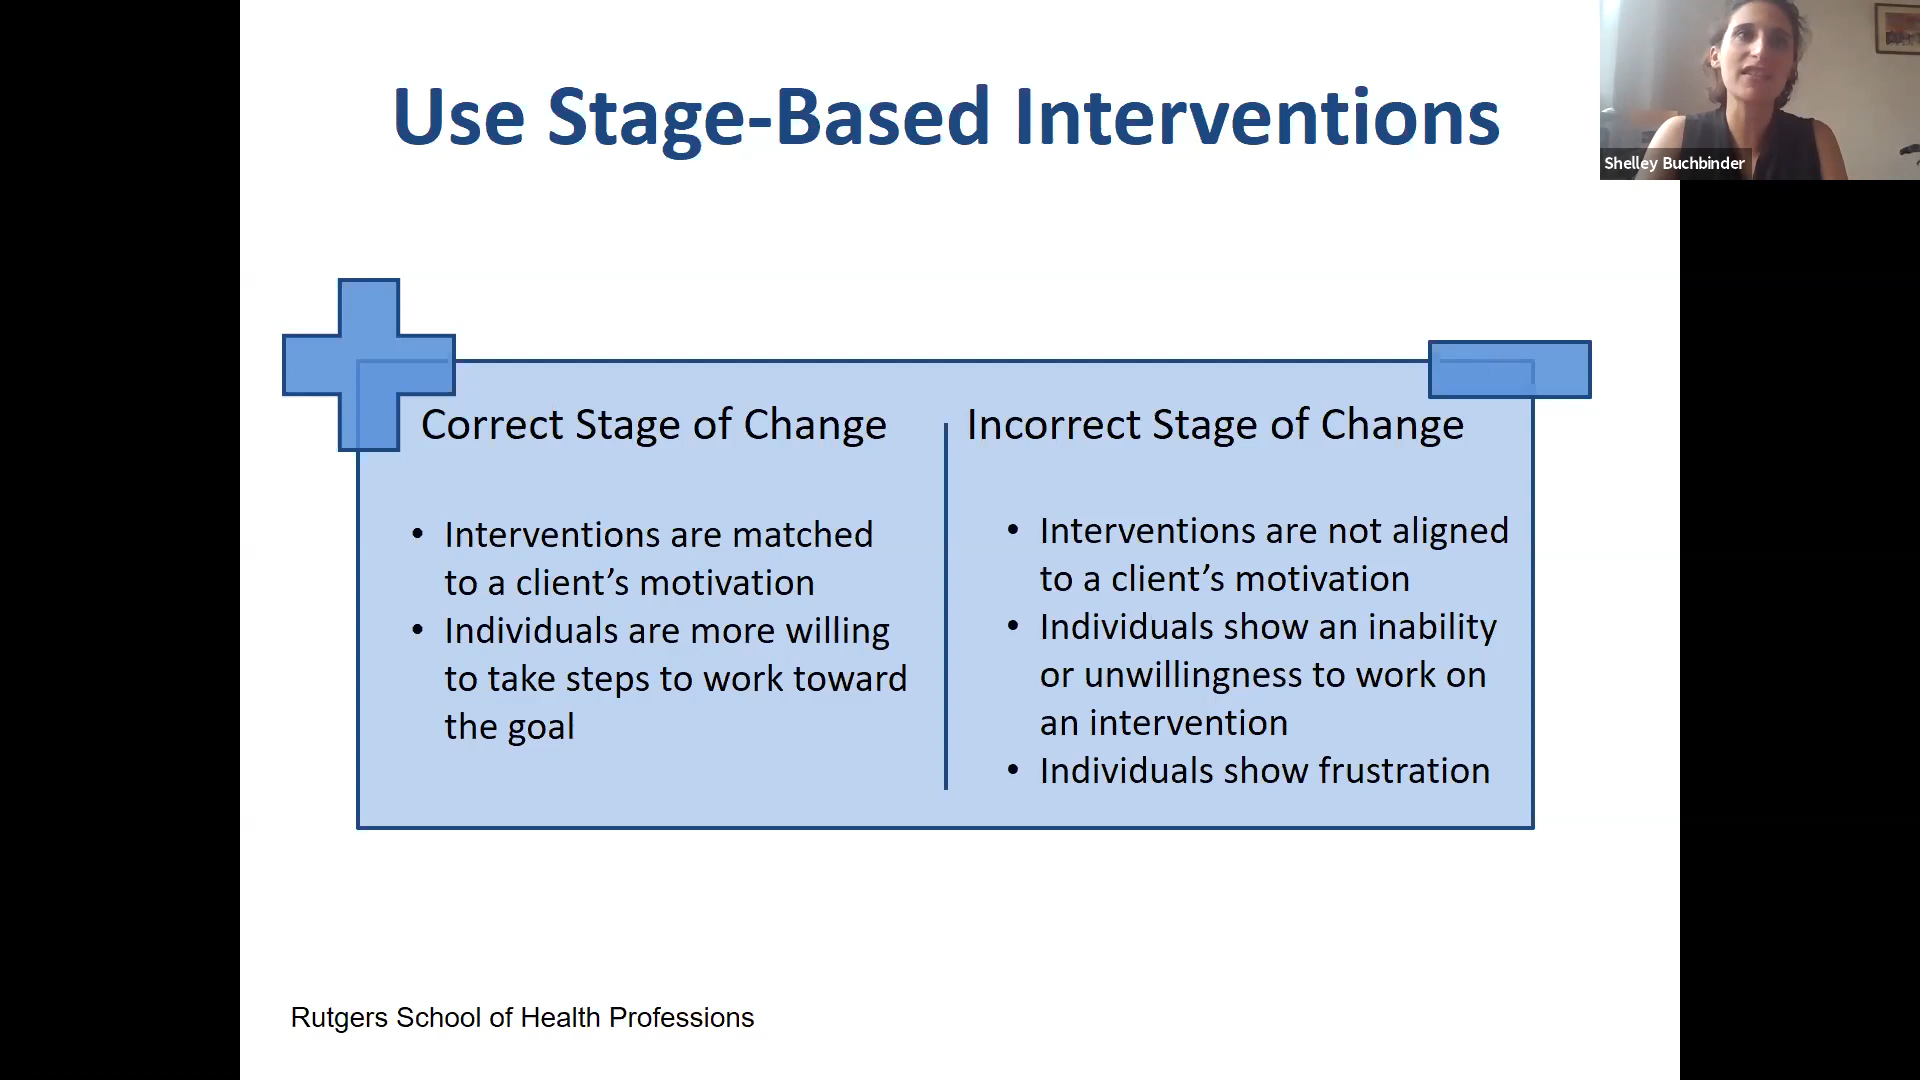 Use Stage-Based Interventions
Shelley Buchbinder
Correct Stage of Change
• Interventions are matched
to a client’s motivation
• Individuals are more willing
to take steps to work toward
the goal
Incorrect Stage of Change
• Interventions are not aligned
to a client’s motivation
• Individuals show an inability
or unwillingness to work on
an intervention
• Individuals show frustration
Rutgers School of Health Professions